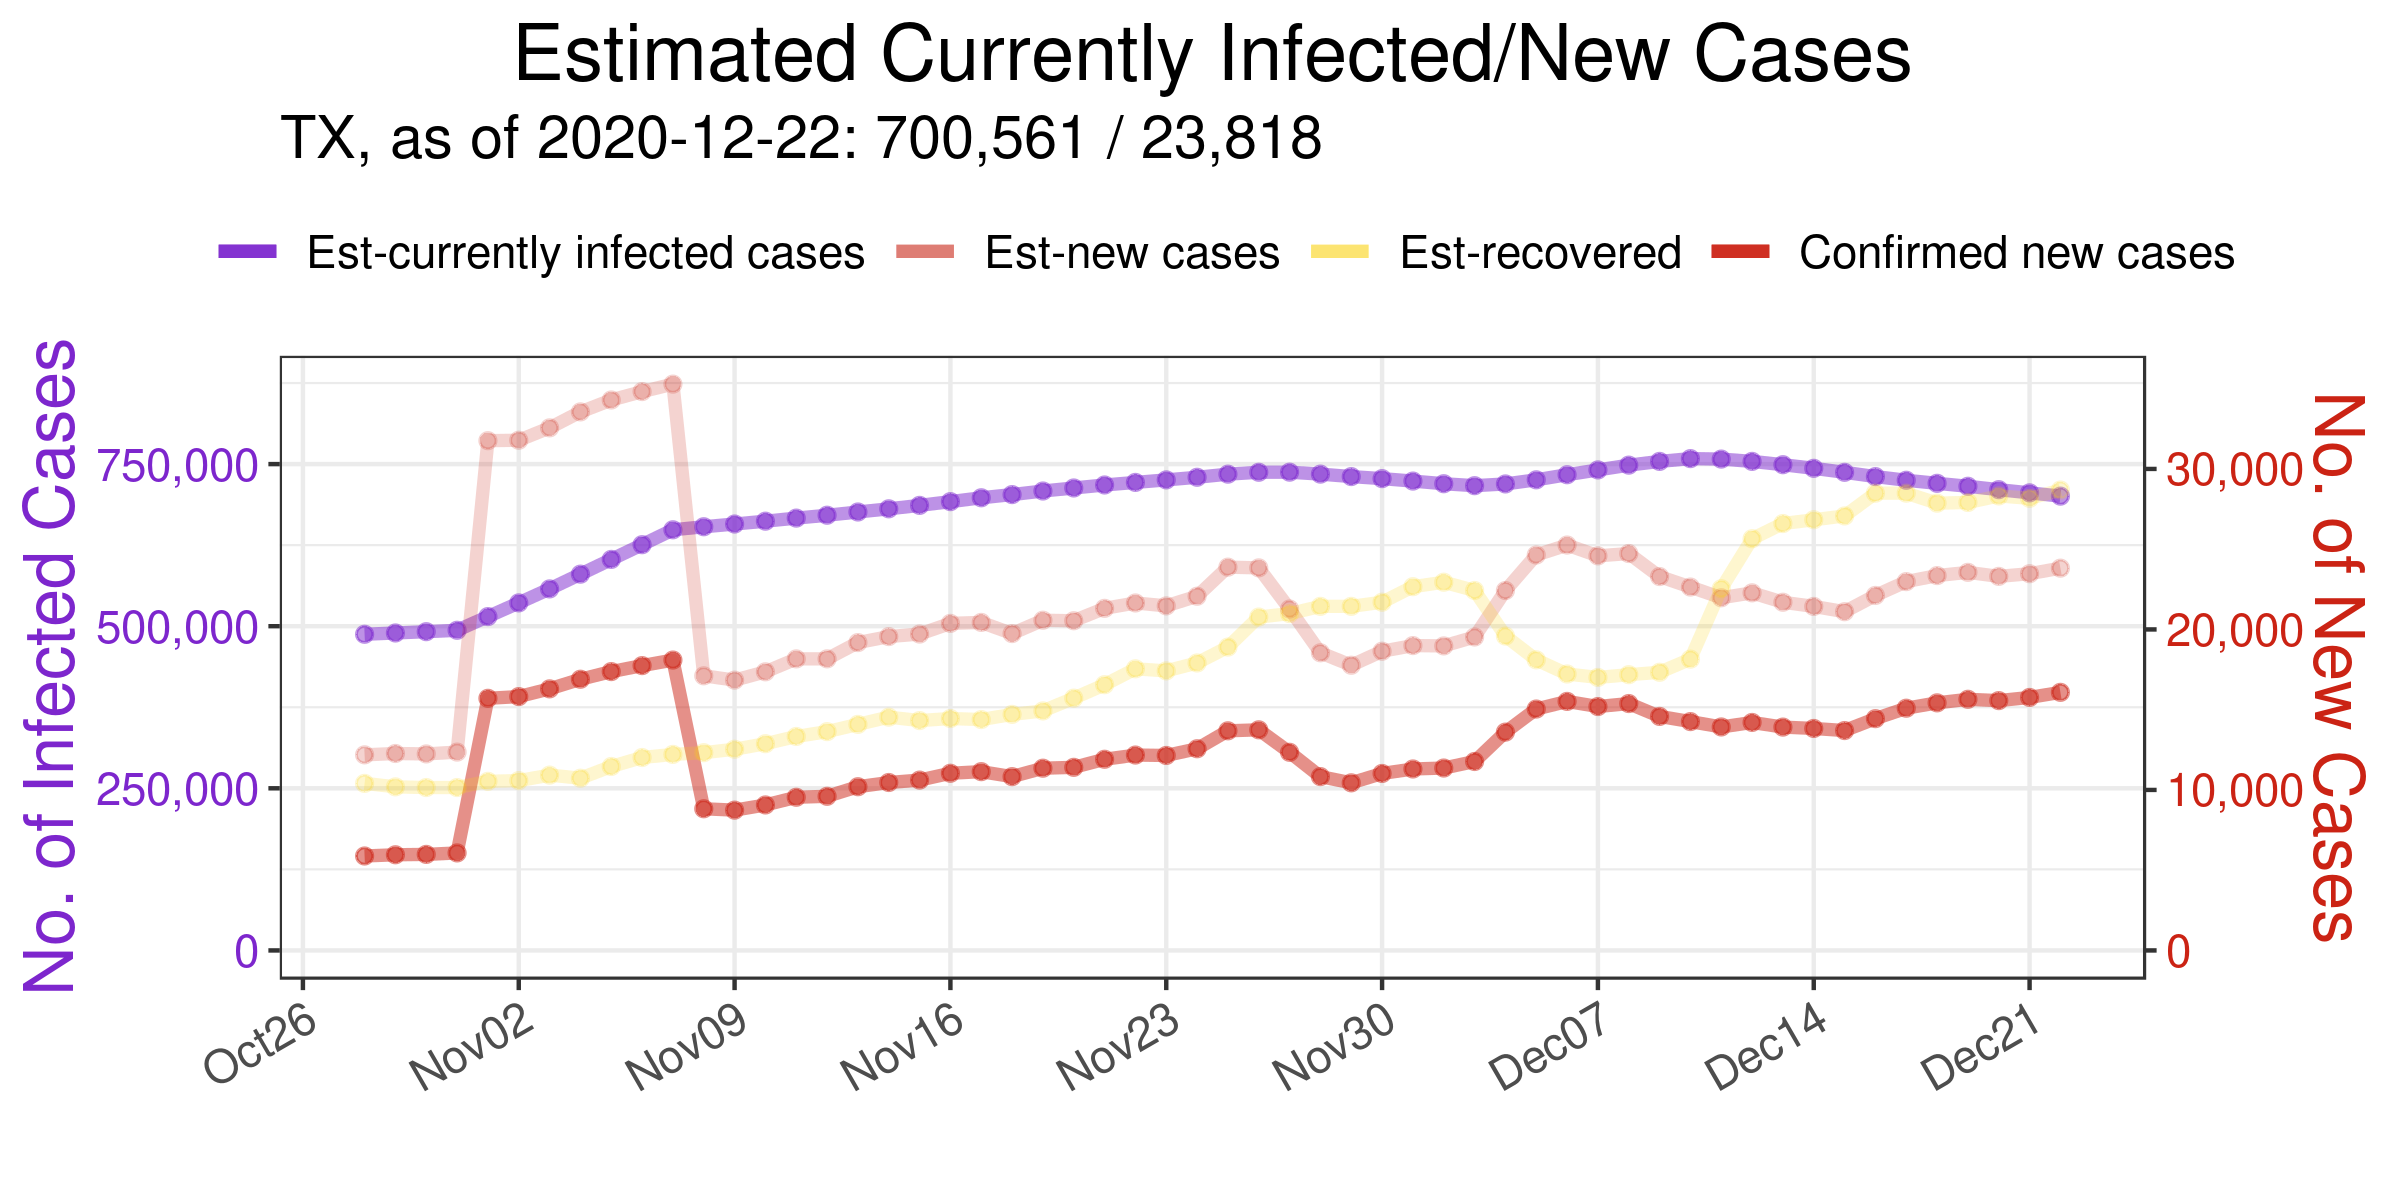 Estimated Currently Infected/New Cases
TX, as of 2020-12-22: 700,561 / 23,818
Est-currently infected cases Est-new cases Est-recovered Confirmed new cases
No. of Infected Cases
750,000
500,000
250,000
0
30,000
20,000
10,000
0
No. of New Cases
Oct26 Nov02 Nov09 Nov16 Nov23 Nov30 Dec07 Dec14 Dec21